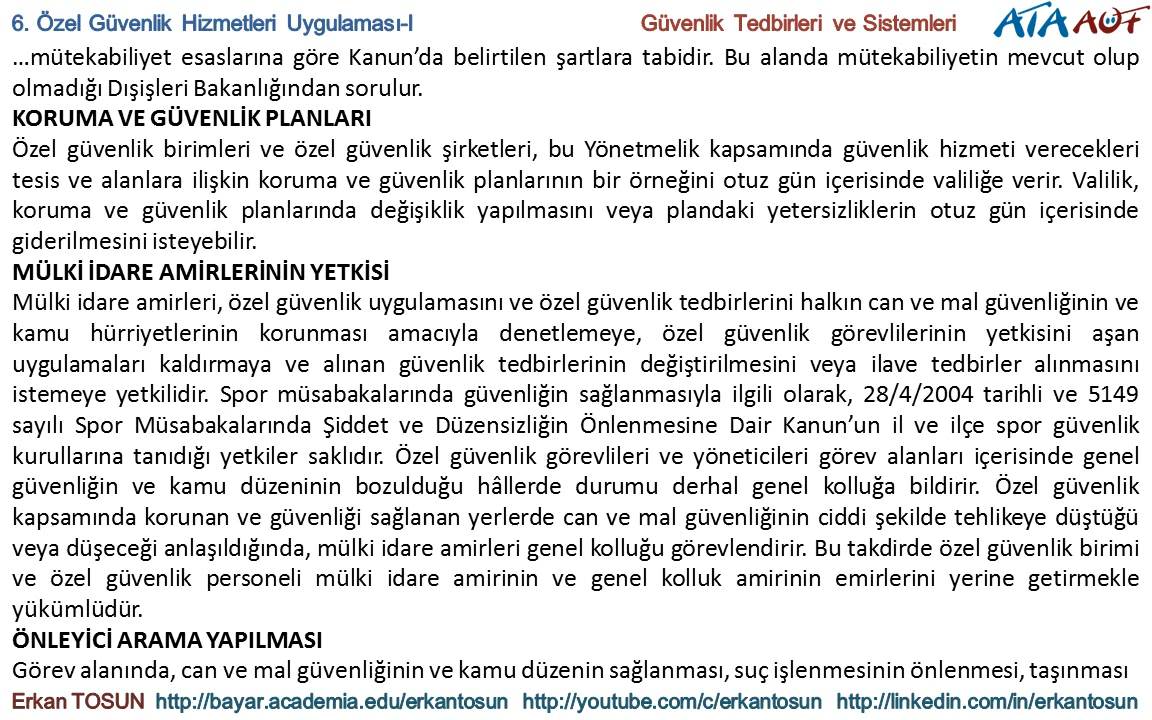 6. Özel Güvenlik Hizmetleri Uygulaması-I Güvenlik Tedbirleri ve Sistemleri ATA AÖF
...mütekabiliyet esaslarına göre Kanun’da belirtilen şartlara tabidir. Bu alanda mütekabiliyetin mevcut olup
olmadığı Dışişleri Bakanlığından sorulur.
KORUMA VE GÜVENLİK PLANLARI
Özel güvenlik birimleri ve özel güvenlik şirketleri, bu Yönetmelik kapsamında güvenlik hizmeti verecekleri
tesis ve alanlara ilişkin koruma ve güvenlik planlarının bir örneğini otuz gün içerisinde valiliğe verir. Valilik,
koruma ve güvenlik planlarında değişiklik yapılmasını veya plandaki yetersizliklerin otuz gün içerisinde
giderilmesini isteyebilir.
MÜLKİ İDARE AMİRLERİNİN YETKİSİ
Mülki idare amirleri, özel güvenlik uygulamasını ve özel güvenlik tedbirlerini halkın can ve mal güvenliğinin ve
kamu hürriyetlerinin korunması amacıyla denetlemeye, özel güvenlik görevlilerinin yetkisini aşan
uygulamaları kaldırmaya ve alınan güvenlik tedbirlerinin değiştirilmesini veya ilave tedbirler alınmasını
istemeye yetkilidir. Spor müsabakalarında güvenliğin sağlanmasıyla ilgili olarak, 28/4/2004 tarihli ve 5149
sayılı Spor Müsabakalarında Şiddet ve Düzensizliğin Önlenmesine Dair Kanun’un il ve ilçe spor güvenlik
kurullarına tanıdığı yetkiler saklıdır. Özel güvenlik görevlileri ve yöneticileri görev alanları içerisinde genel
güvenliğin ve kamu düzeninin bozulduğu hâllerde durumu derhal genel kolluğa bildirir. Özel güvenlik
kapsamında korunan ve güvenliği sağlanan yerlerde can ve mal güvenliğinin ciddi şekilde tehlikeye düştüğü
veya düşeceği anlaşıldığında, mülki idare amirleri genel kolluğu görevlendirir. Bu takdirde özel güvenlik birimi
ve özel güvenlik personeli mülki idare amirinin ve genel kolluk amirinin emirlerini yerine getirmekle
yükümlüdür.
ÖNLEYİCİ ARAMA YAPILMASI
Görev alanında, can ve mal güvenliğinin ve kamu düzenin sağlanması, suç işlenmesinin önlenmesi, taşınması
Erkan TOSUN http://bayar.academia.edu/erkantosun http://youtube.com/c/erkantosun http://linkedin.com/in/erkantosun